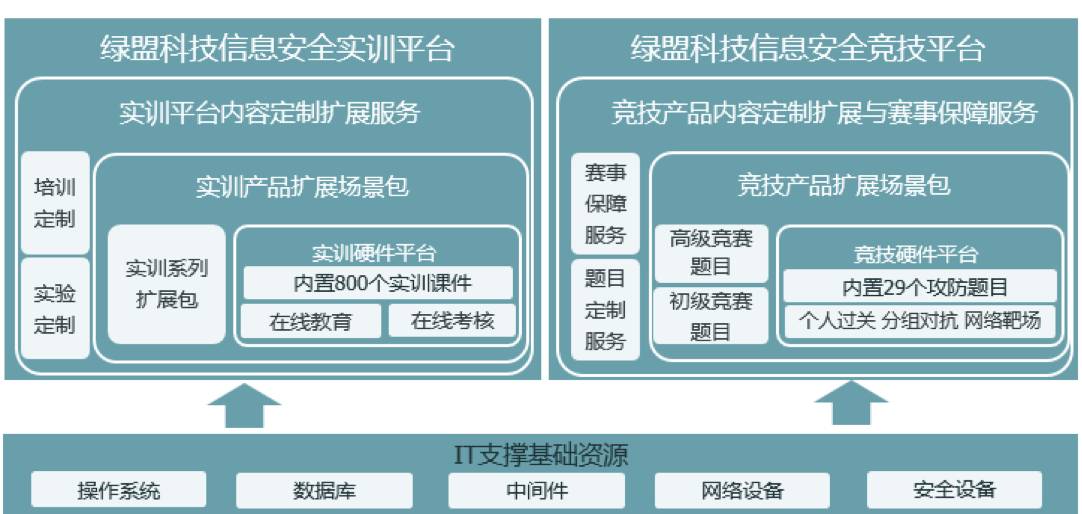 绿盟科技信息安全实训平台
实训平台内容定制扩展服务
培训
定制
实验
定制
实训产品扩展场景包
实训系列
扩展包
实训硬件平台
内置800个实训课件
在线教育
在线考核
绿盟科技信息安全竞技平台
竞技产品内容定制扩展与赛事保障服务
赛事
保障
服务
题目
定制
服务
竞技产品扩展场景包
高级竞赛
题目
初级竞赛
题目
竞技硬件平台
内置29个攻防题目
个人过关 分组对抗 网络靶场
IT支撑基础资源
操作系统
数据库
中间件
网络设备
安全设备